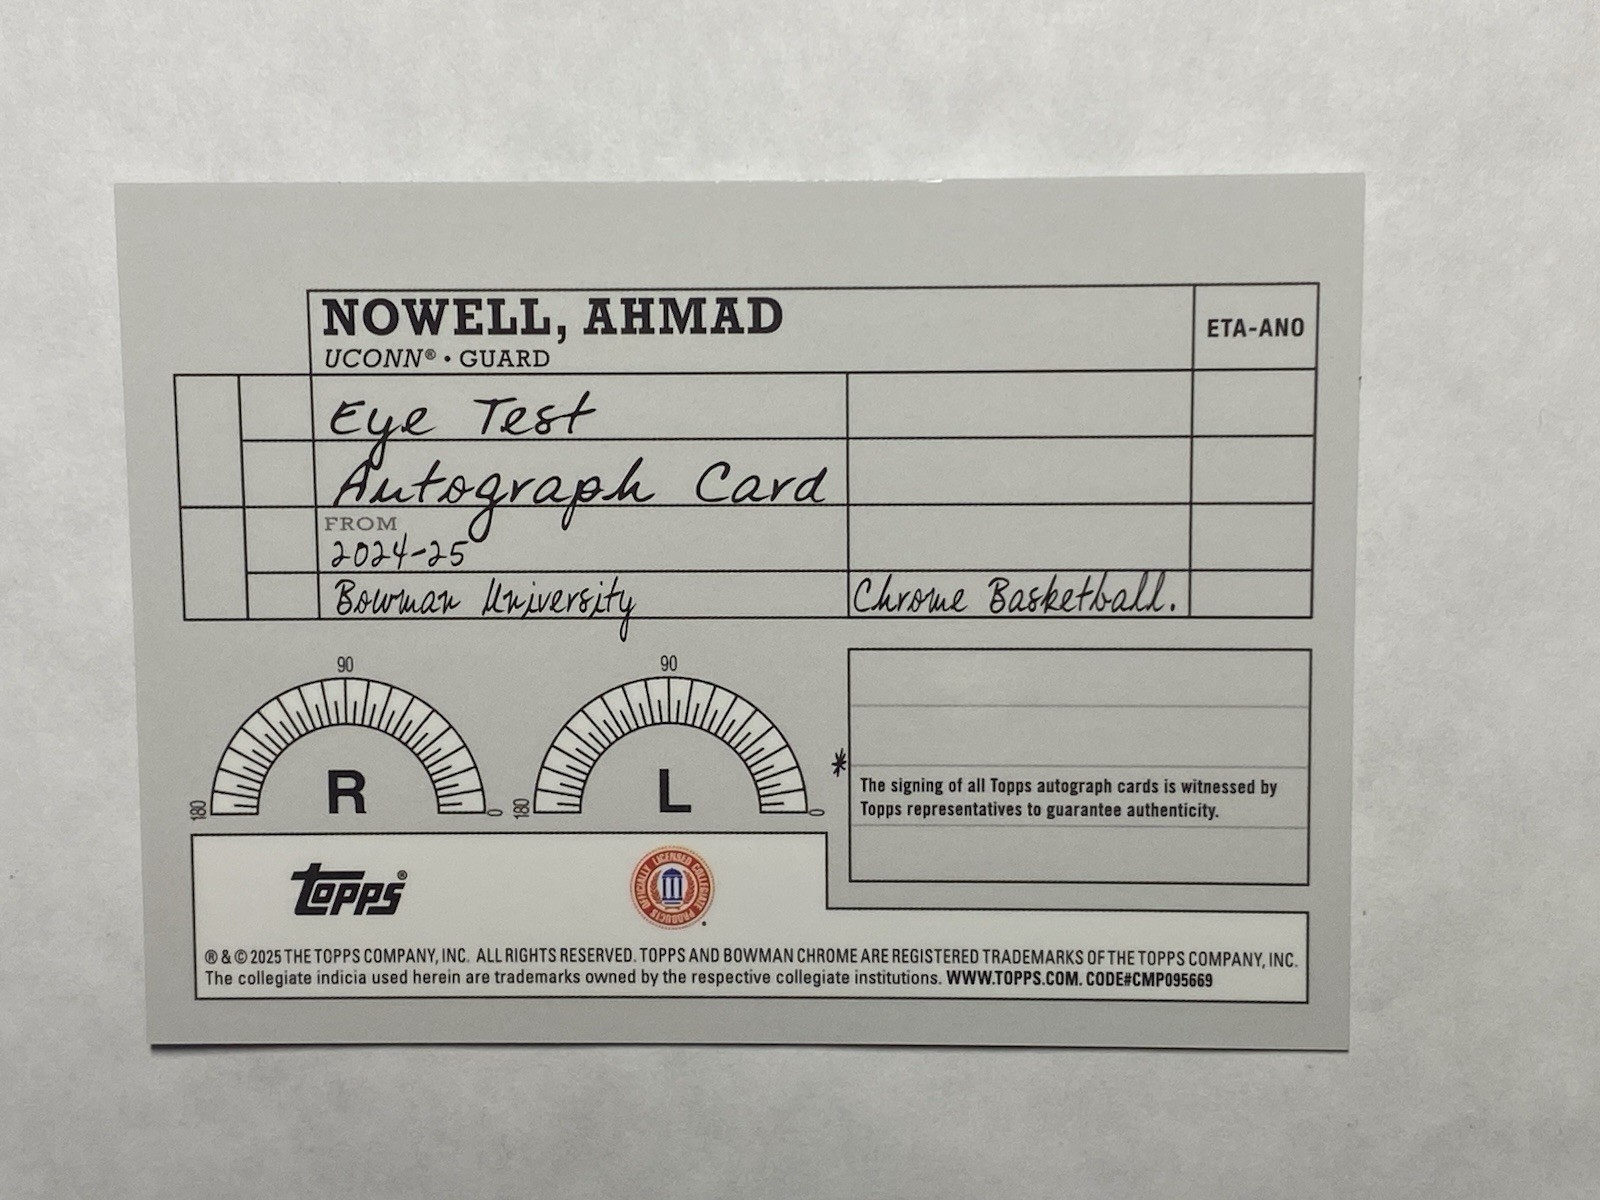 NOWELL, AHMAD
ETA-ANO
UCONN® • GUARD
Eye Test
Autograph Card
FROM
2024-25
Bowman University Chrome Basketball.
90
R
180
0
90
L
180
0
*
The signing of all Topps autograph cards is witnessed by
Topps representatives to guarantee authenticity.
Topps®
OFFICIALLY LICENSED COLLEGIATE PRODUCTS
® & © 2025 THE TOPPS COMPANY, INC. ALL RIGHTS RESERVED. TOPPS AND BOWMAN CHROME ARE REGISTERED TRADEMARKS OF THE TOPPS COMPANY, INC.
The collegiate indicia used herein are trademarks owned by the respective collegiate institutions. WWW.TOPPS.COM. CODE#CMP095669